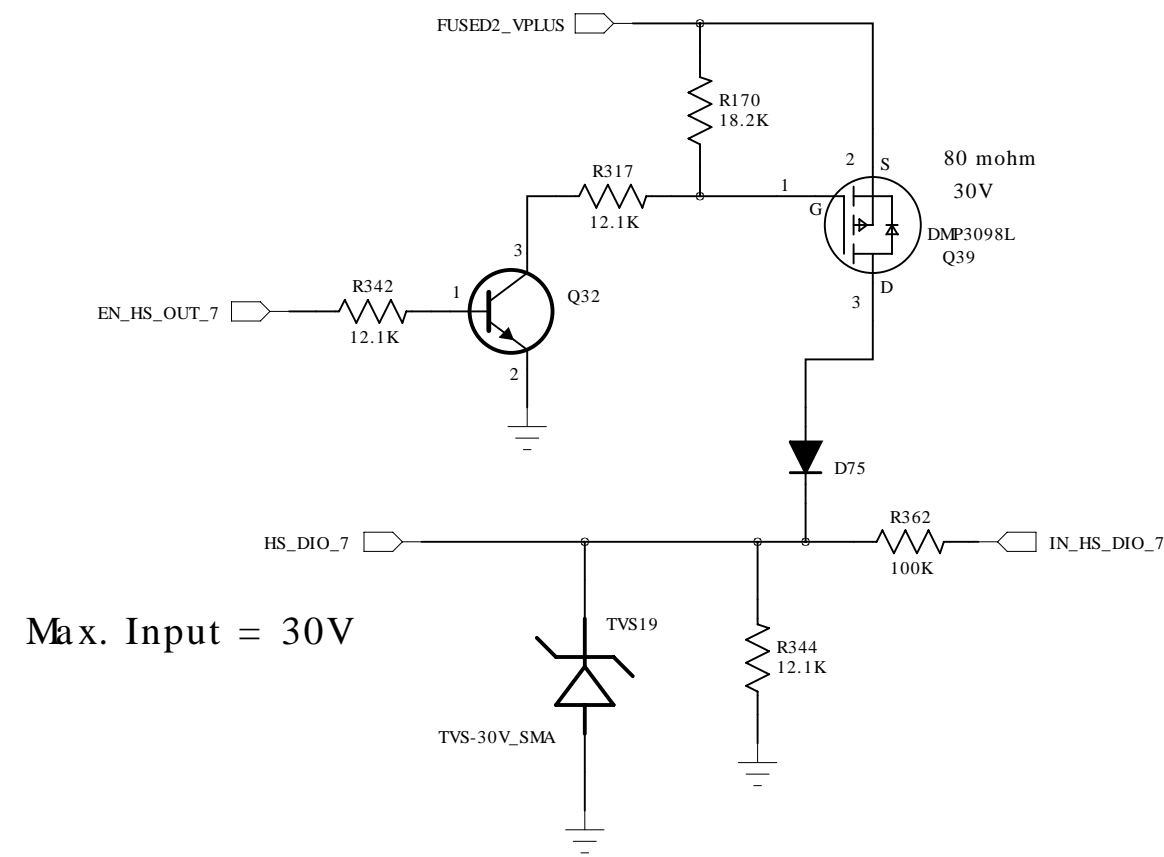 FUSED2_VPLUS
R170
18.2K
2
S
80 mohm
30V
R317
12.1K
1
G
DMP3098L
Q39
3
D
3
R342
12.1K
1
Q32
EN_HS_OUT_7
2
D75
HS_DIO_7
R362
100K
IN_HS_DIO_7
Max. Input = 30V
TVS19
R344
12.1K
TVS-30V_SMA